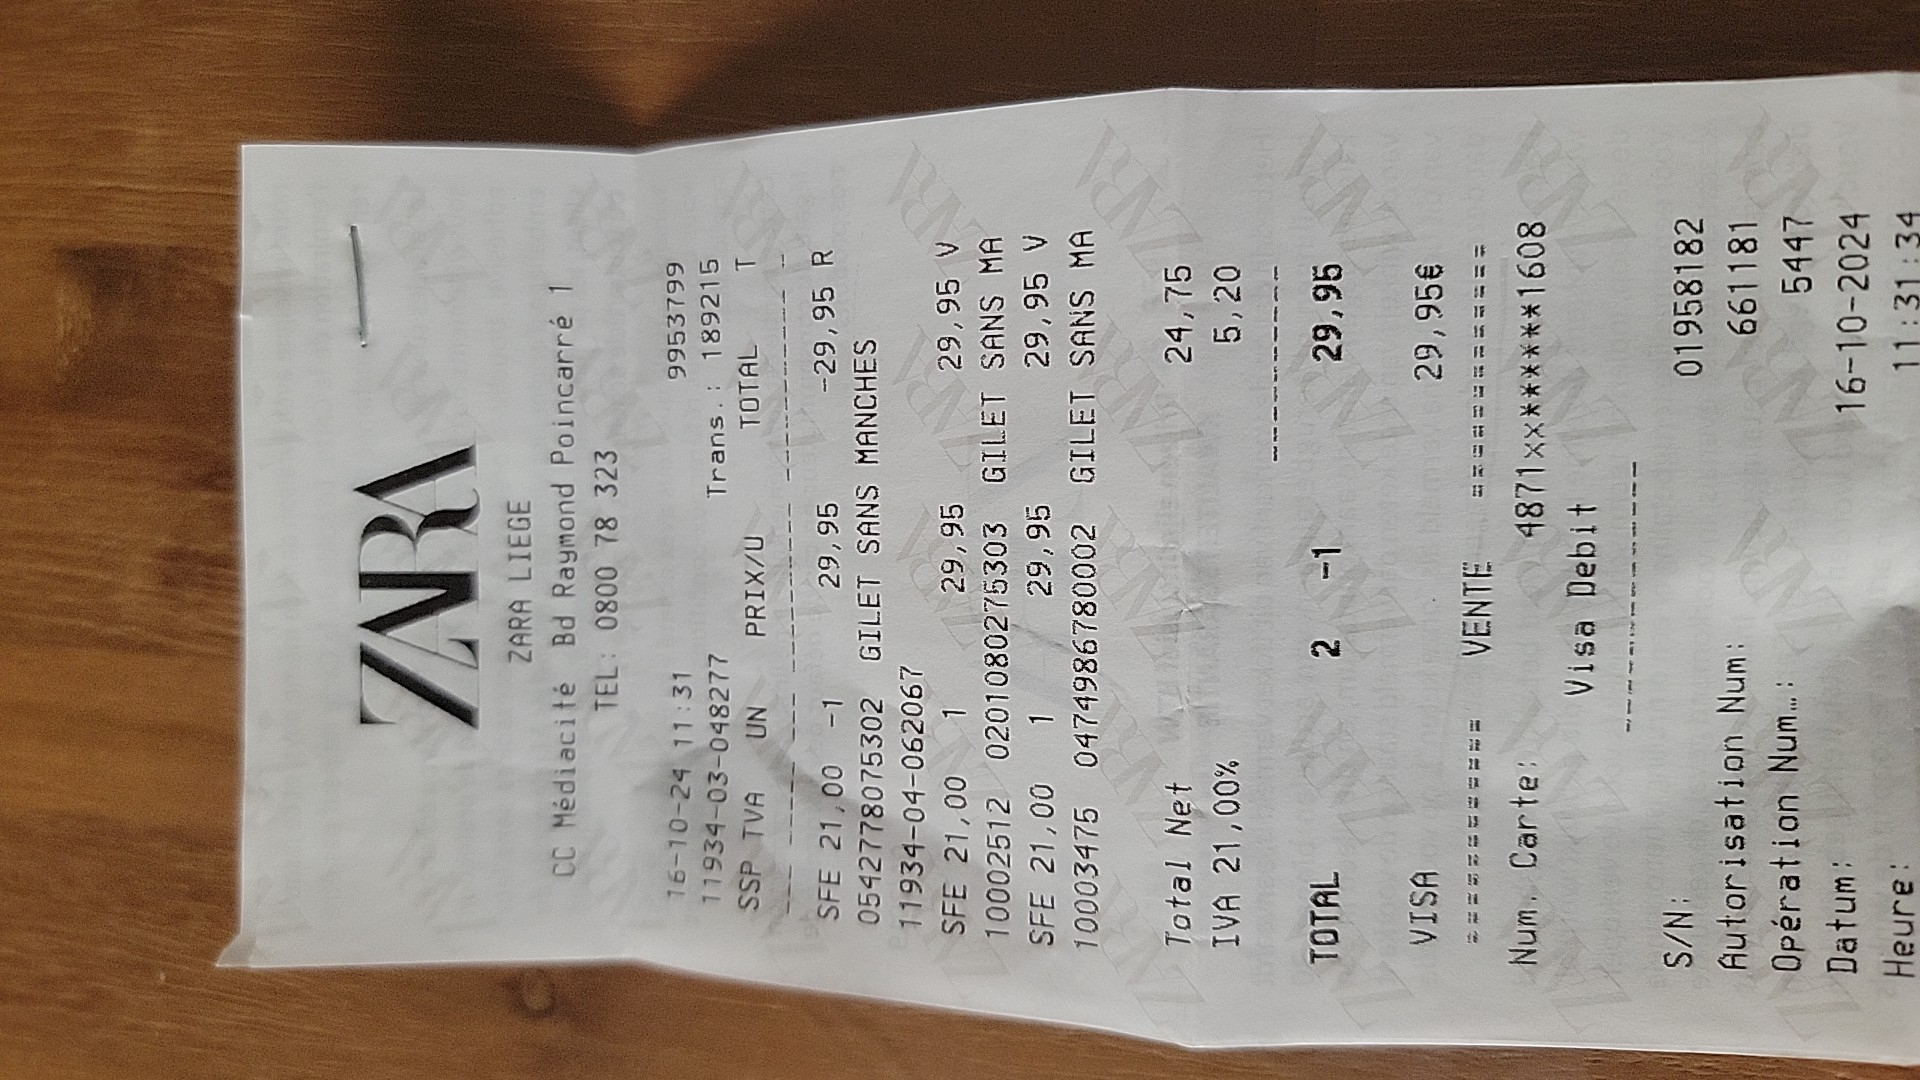 ZARA
ZARA LIEGE
CC Médiacité Bd Raymond Poincarré 1
TEL: 0800 78 323
16-10-24 11:31 9953799
11934-03-048277 Trans.: 189215
SSP TVA UN PRIX/U TOTAL T
SFE 21,00 -1 29,95 -29,95 R
0542778075302 GILET SANS MANCHES
11934-04-062067
SFE 21,00 1 29,95 29,95 V
10002512 0201080275303 GILET SANS MA
SFE 21,00 1 29,95 29,95 V
10003475 0474986780002 GILET SANS MA
Total Net 24,75
IVA 21,00% 5,20
TOTAL 2 -1 29,95
VISA 29,95€
============= VENTE =============
Num. Carte: 4871xx******1608
Visa Debit
S/N: 01958182
Autorisation Num: 661181
Opération Num.: 5447
Datum: 16-10-2024
Heure: 11:31:34